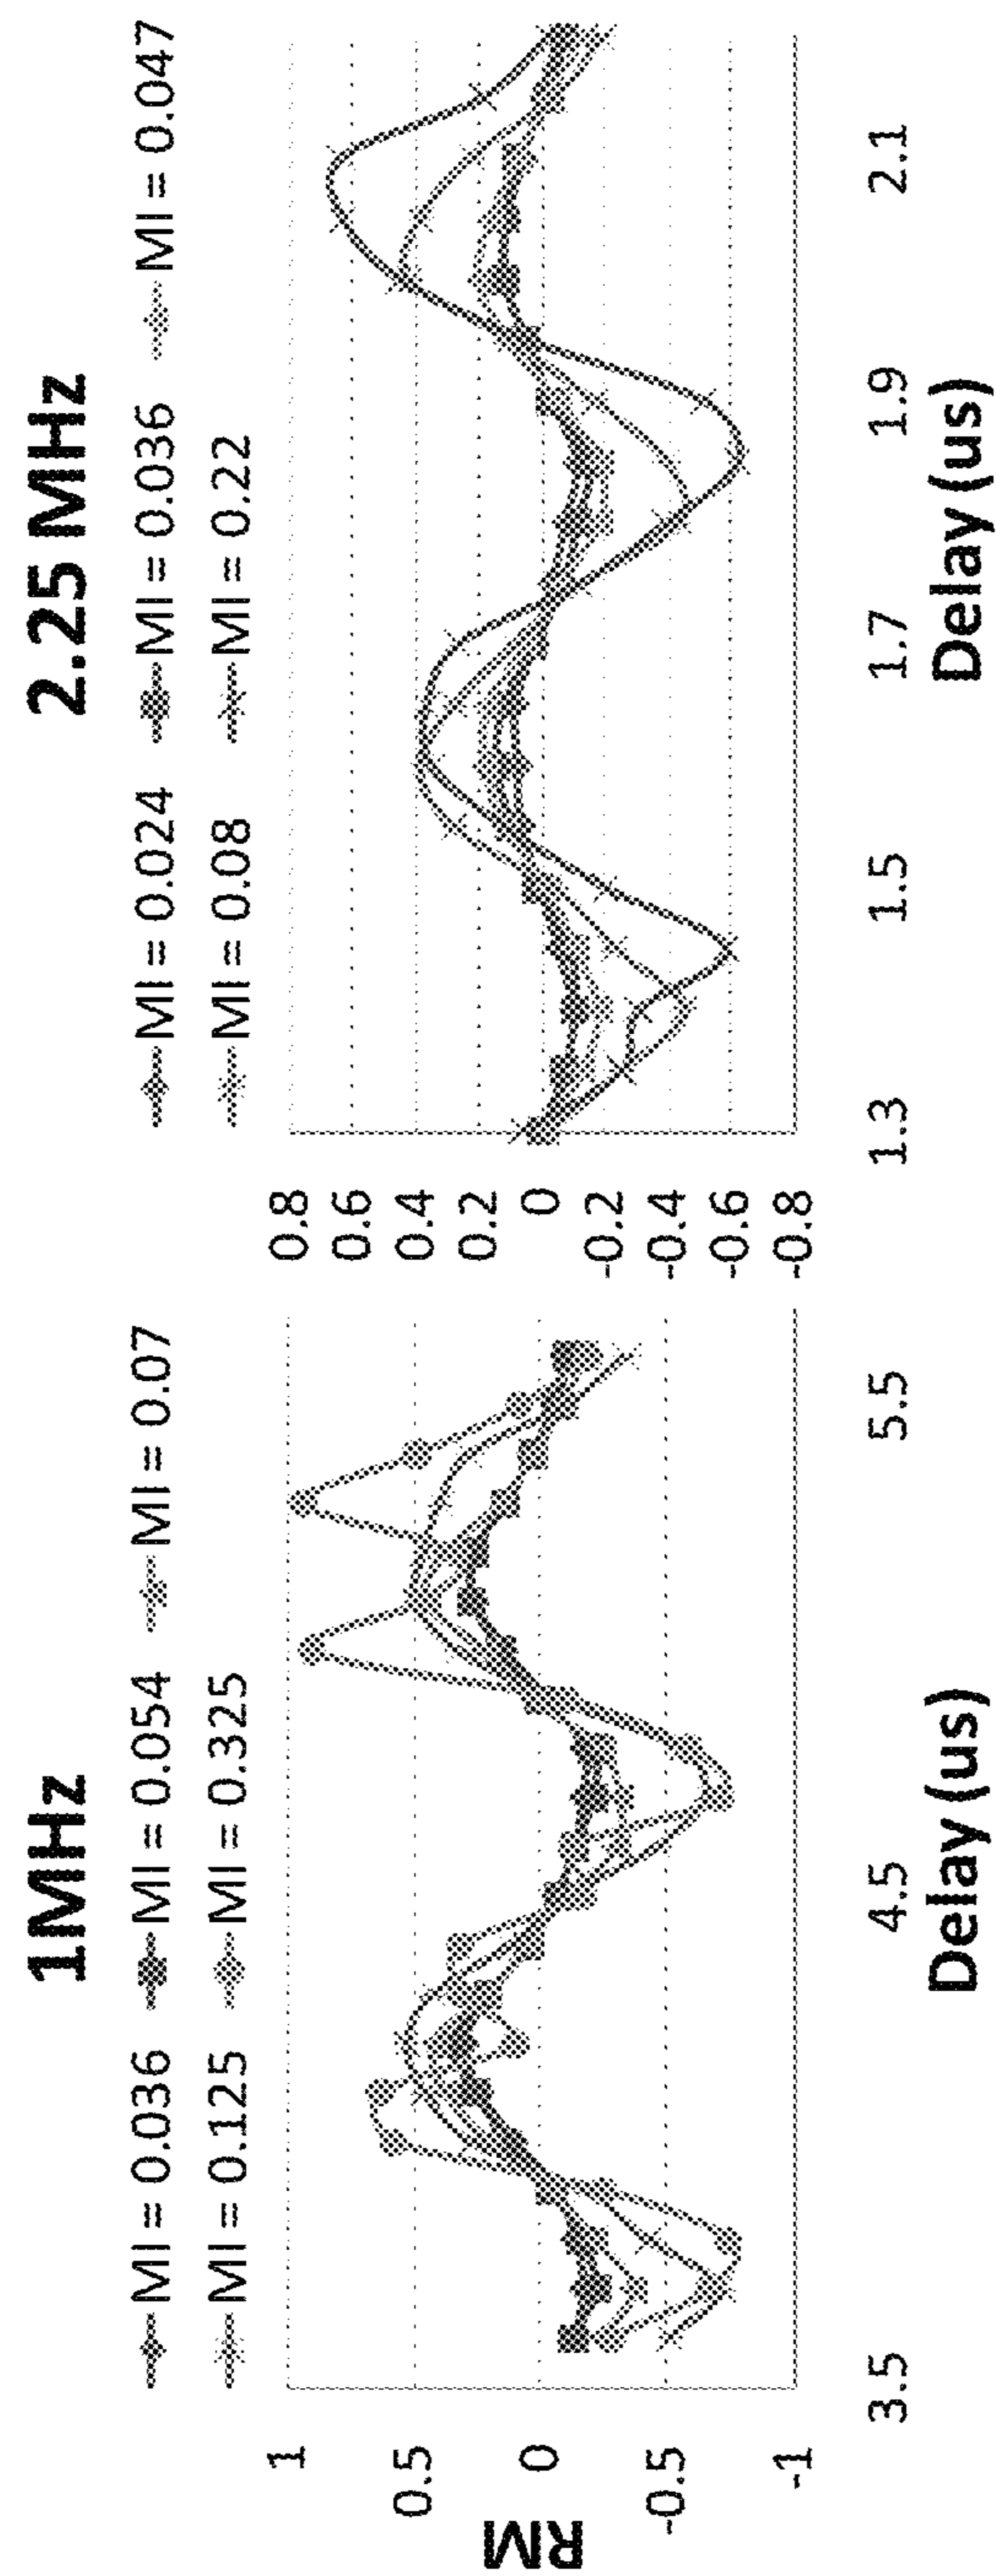 1MHz
MI = 0.036 MI = 0.054 MI = 0.07
MI = 0.125 MI = 0.325
1
0.5
0
-0.5
-1
RM
3.5 4.5 5.5
Delay (us)
2.25 MHz
MI = 0.024 MI = 0.036 MI = 0.047
MI = 0.08 MI = 0.22
0.8
0.6
0.4
0.2
0
-0.2
-0.4
-0.6
-0.8
1.3 1.5 1.7 1.9 2.1
Delay (us)